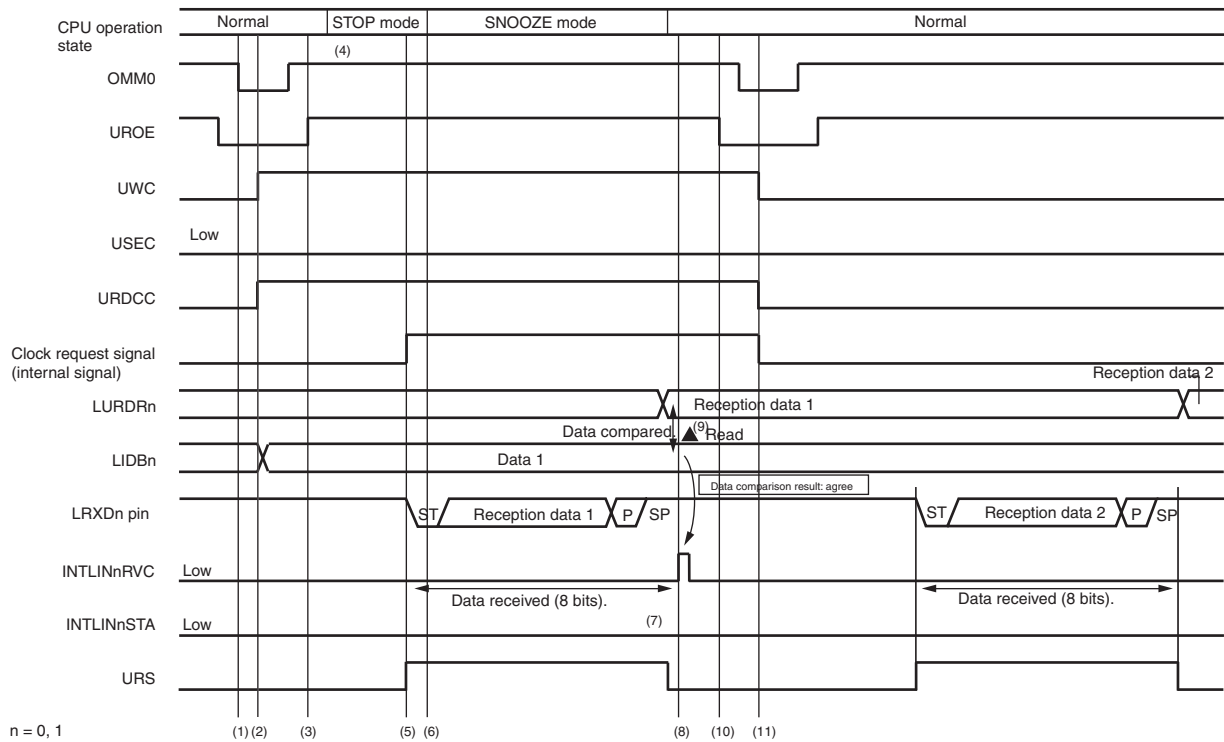 Normal STOP mode SNOOZE mode Normal
CPU operation
state
(4)
OMM0
UROE
UWC
USEC Low
URDCC
Clock request signal
(internal signal)
Reception data 2
LURDRn Reception data 1
Data compared. (9) Read
LIDBn Data 1
Data comparison result: agree
LRXDn pin ST Reception data 1 P SP ST Reception data 2 P SP
INTLINnRVC Low
Data received (8 bits). Data received (8 bits).
(7)
INTLINnSTA Low
URS
n = 0, 1 (1) (2) (3) (5) (6) (8) (10) (11)